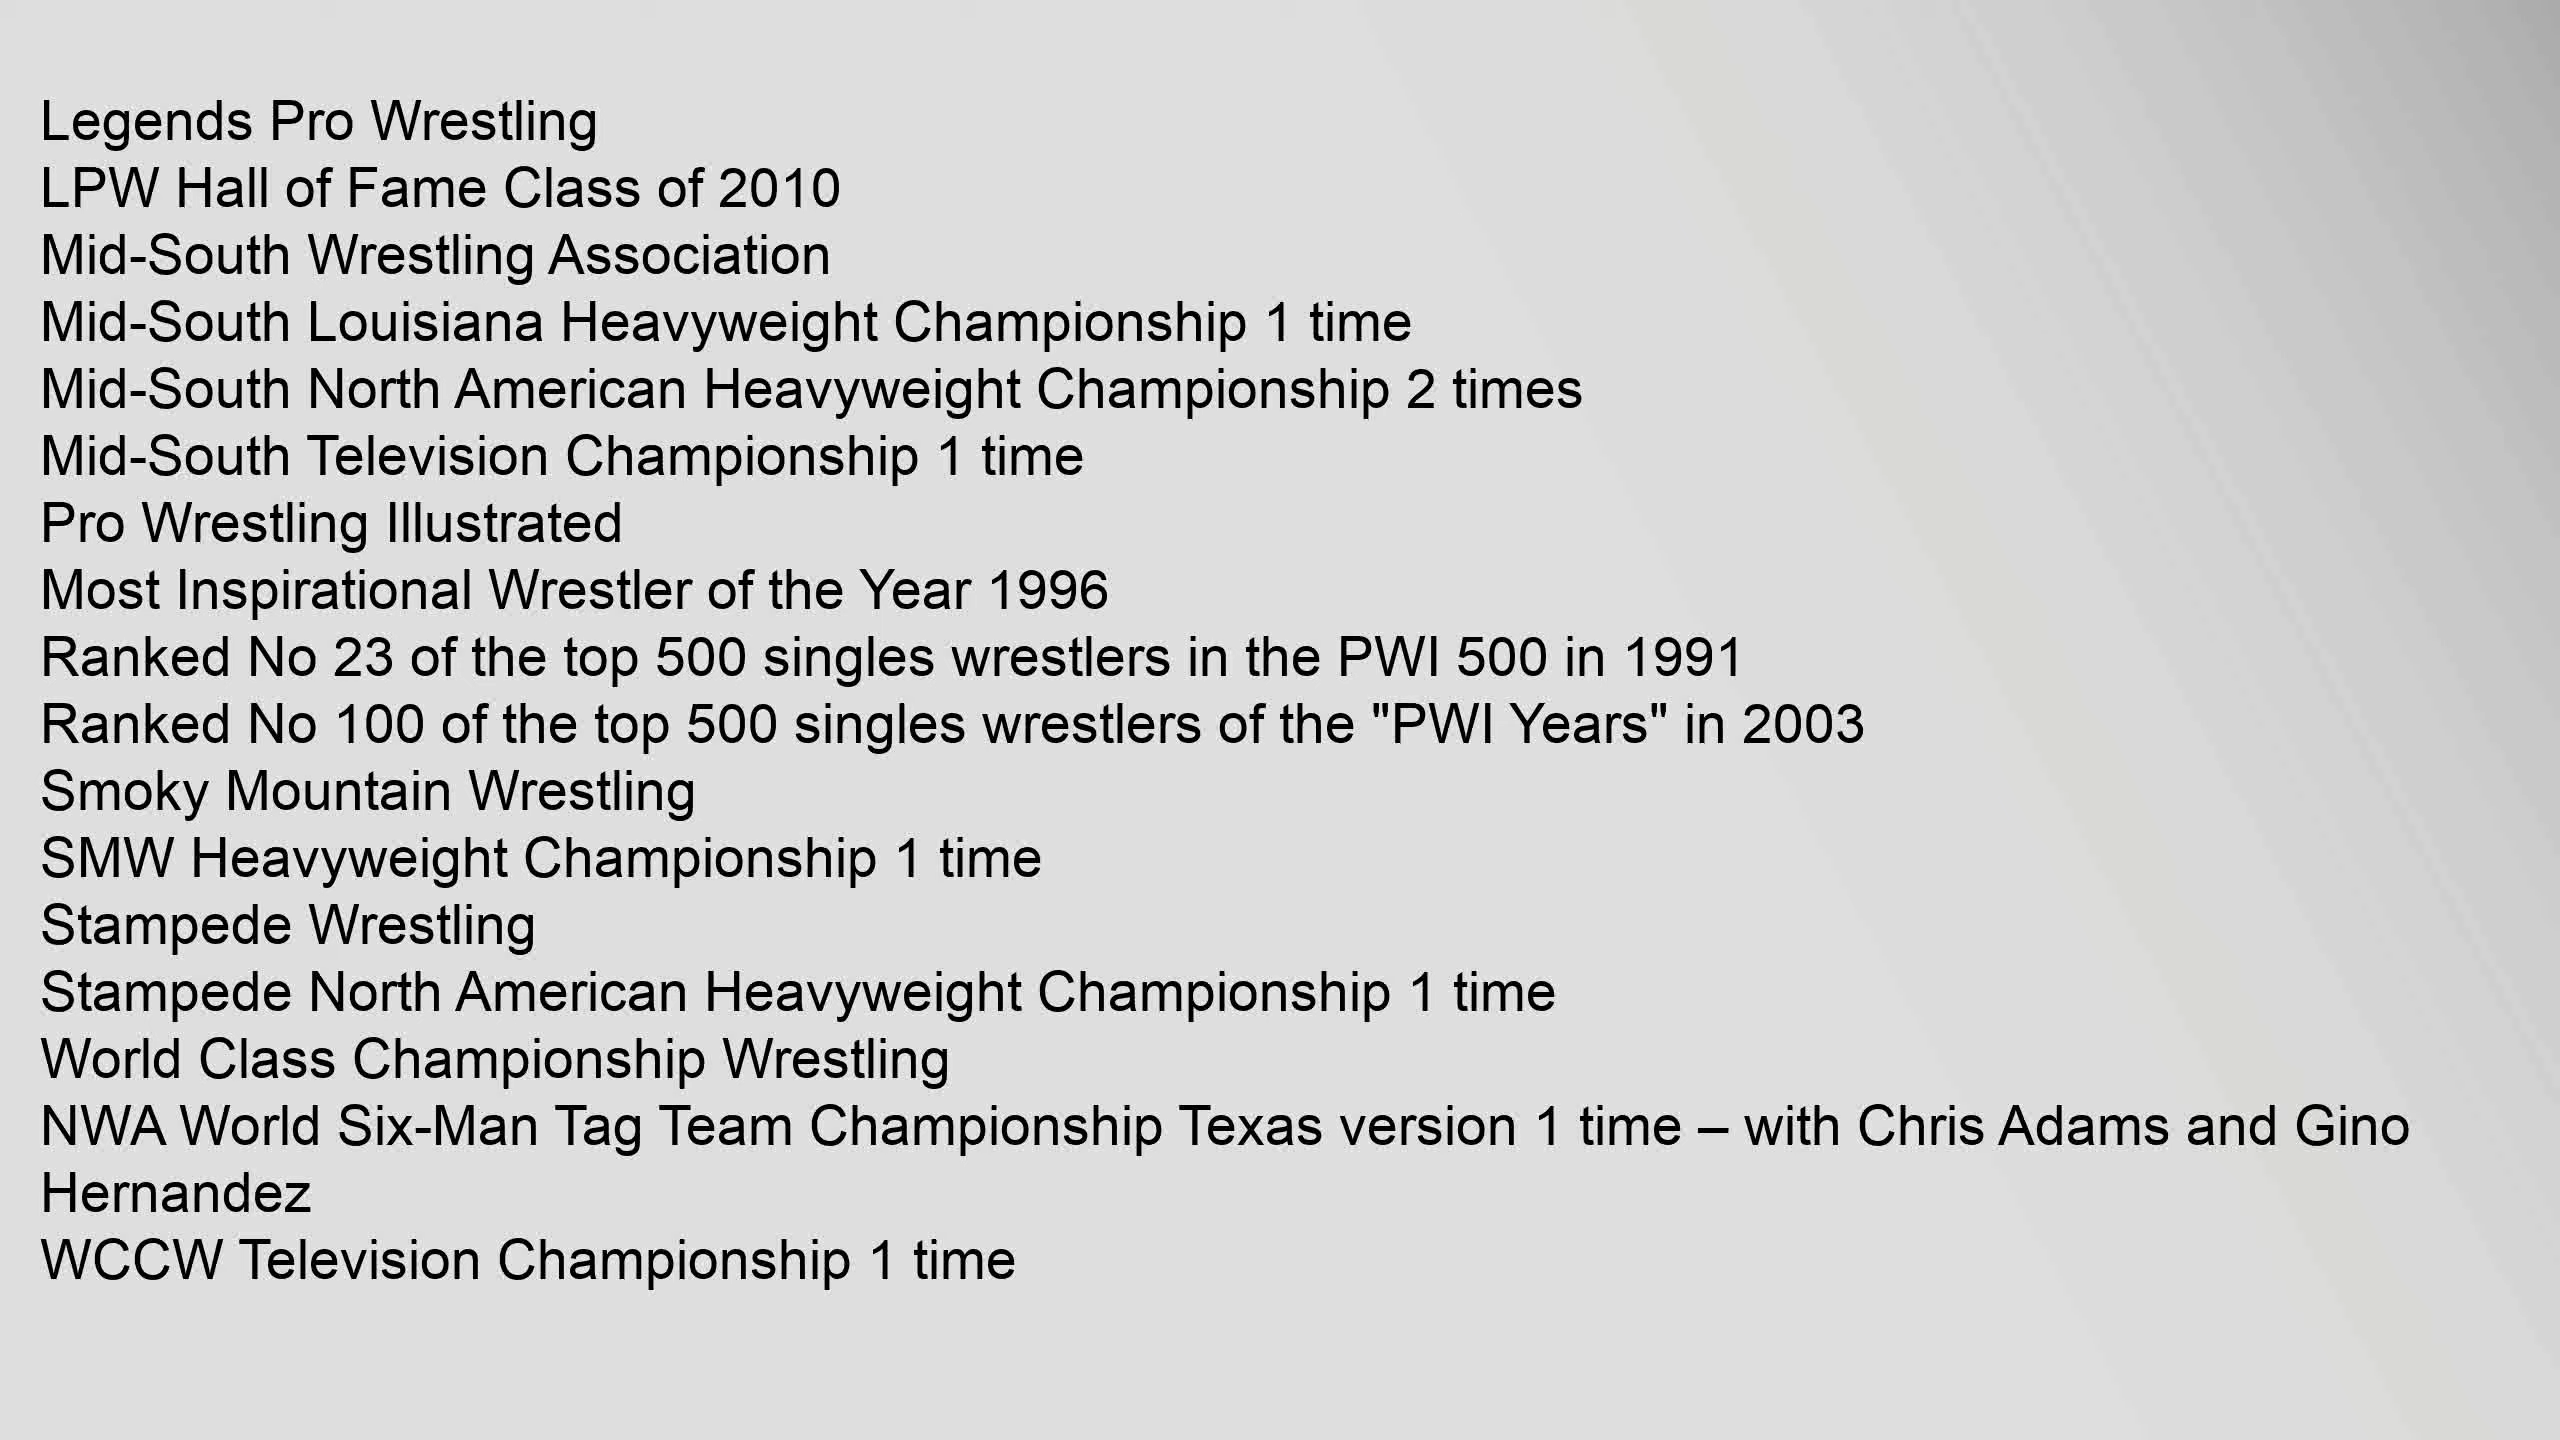 Legends Pro Wrestling
LPW Hall of Fame Class of 2010
Mid-South Wrestling Association
Mid-South Louisiana Heavyweight Championship 1 time
Mid-South North American Heavyweight Championship 2 times
Mid-South Television Championship 1 time
Pro Wrestling Illustrated
Most Inspirational Wrestler of the Year 1996
Ranked No 23 of the top 500 singles wrestlers in the PWI 500 in 1991
Ranked No 100 of the top 500 singles wrestlers of the "PWI Years" in 2003
Smoky Mountain Wrestling
SMW Heavyweight Championship 1 time
Stampede Wrestling
Stampede North American Heavyweight Championship 1 time
World Class Championship Wrestling
NWA World Six-Man Tag Team Championship Texas version 1 time – with Chris Adams and Gino
Hernandez
WCCW Television Championship 1 time